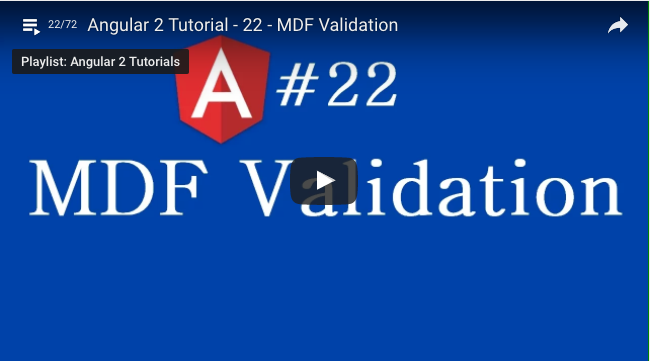 22/72 Angular 2 Tutorial - 22 - MDF Validation
Playlist: Angular 2 Tutorials
A #22
MDF Validation